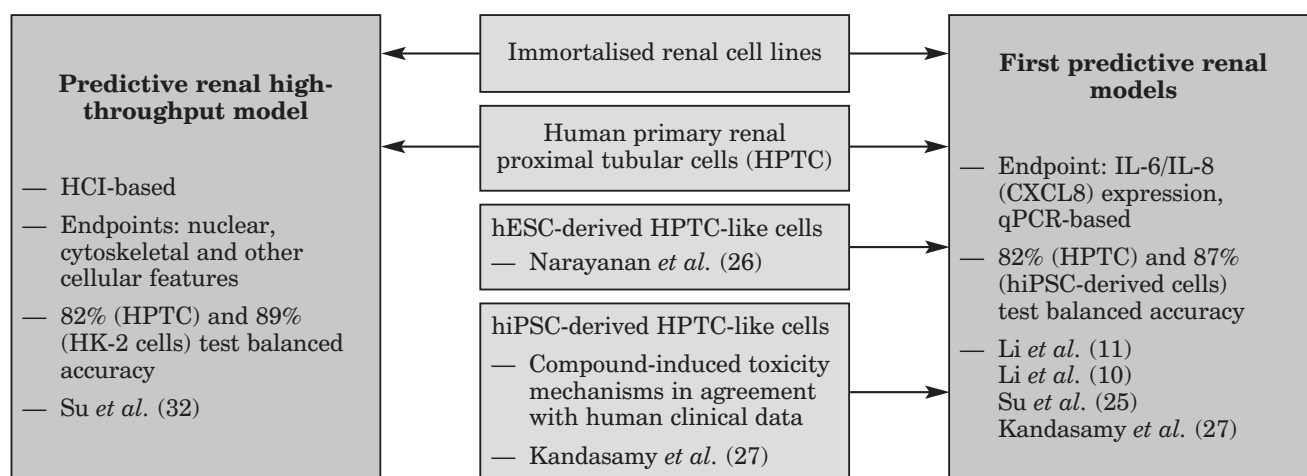 Predictive renal high-
throughput model
— HCI-based
— Endpoints: nuclear,
cytoskeletal and other
cellular features
— 82% (HPTC) and 89%
(HK-2 cells) test balanced
accuracy
— Su et al. (32)
Immortalised renal cell lines
Human primary renal
proximal tubular cells (HPTC)
hESC-derived HPTC-like cells
— Narayanan et al. (26)
hiPSC-derived HPTC-like cells
— Compound-induced toxicity
mechanisms in agreement
with human clinical data
— Kandasamy et al. (27)
First predictive renal
models
— Endpoint: IL-6/IL-8
(CXCL8) expression,
qPCR-based
— 82% (HPTC) and 87%
(hiPSC-derived cells)
test balanced accuracy
— Li et al. (11)
Li et al. (10)
Su et al. (25)
Kandasamy et al. (27)